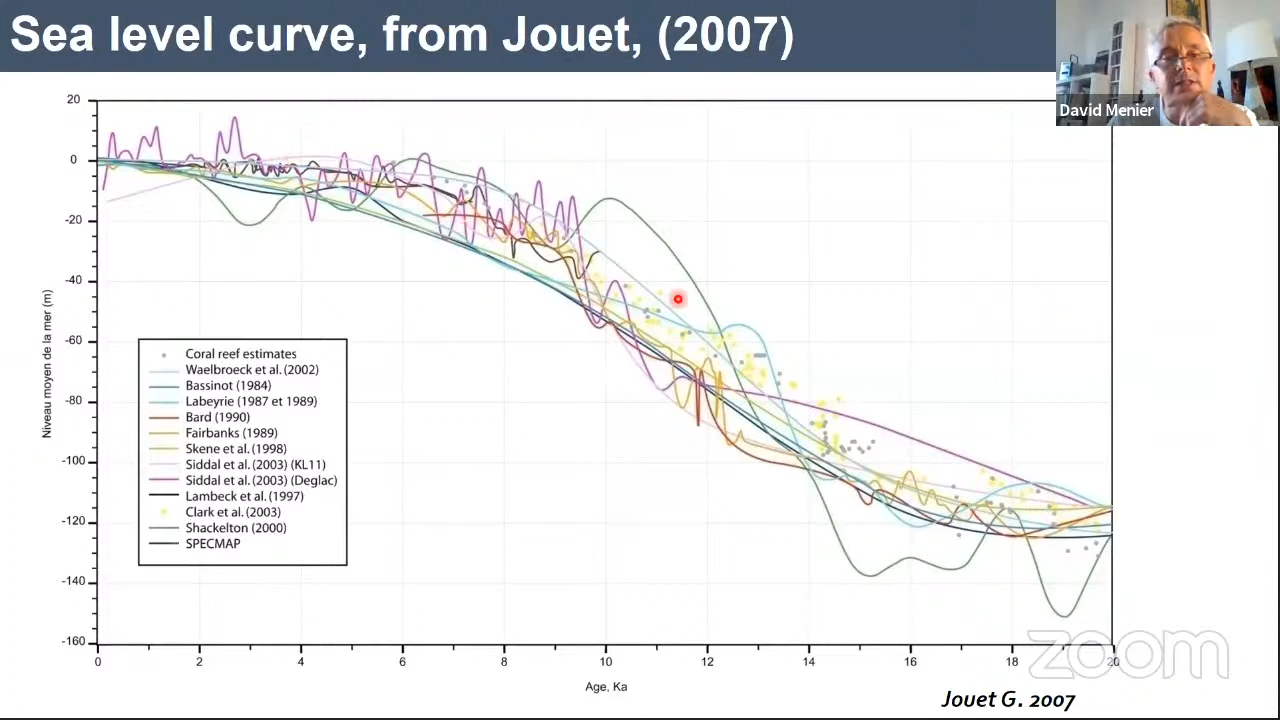 Sea level curve, from Jouet, (2007)
David Menier
20
0
-20
-40
-60
-80
-100
-120
-140
-160
Niveau moyen de la mer (m)
Coral reef estimates
Waelbroeck et al. (2002)
Bassinot (1984)
Labeyrie (1987 et 1989)
Bard (1990)
Fairbanks (1989)
Skene et al. (1998)
Siddal et al. (2003) (KL11)
Siddal et al. (2003) (Deglac)
Lambeck et al. (1997)
Clark et al. (2003)
Shackelton (2000)
SPECMAP
0 2 4 6 8 10 12 14 16 18 20
Age, Ka
zoom
Jouet G. 2007